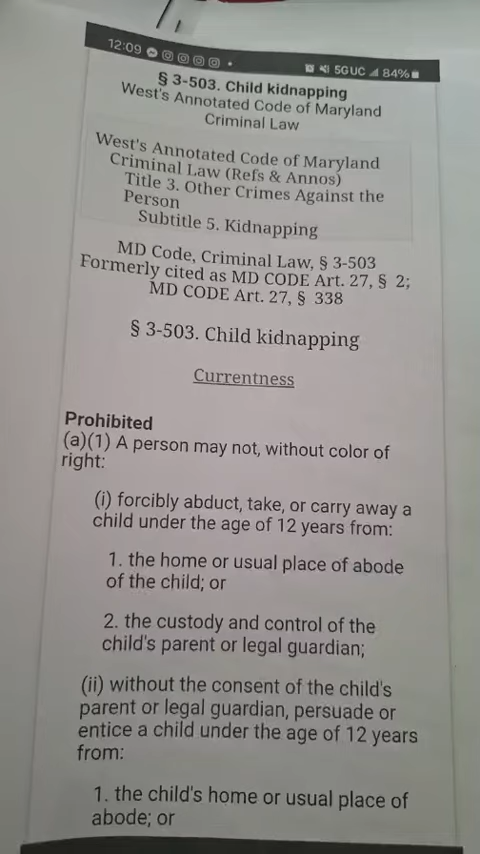 12:09
5GUC 84%
§ 3-503. Child kidnapping
West's Annotated Code of Maryland
Criminal Law
West's Annotated Code of Maryland
Criminal Law (Refs & Annos)
Title 3. Other Crimes Against the
Person
Subtitle 5. Kidnapping
MD Code, Criminal Law, § 3-503
Formerly cited as MD CODE Art. 27, § 2;
MD CODE Art. 27, § 338
§ 3-503. Child kidnapping
Currentness
Prohibited
(a)(1) A person may not, without color of
right:
(i) forcibly abduct, take, or carry away a
child under the age of 12 years from:
1. the home or usual place of abode
of the child; or
2. the custody and control of the
child's parent or legal guardian;
(ii) without the consent of the child's
parent or legal guardian, persuade or
entice a child under the age of 12 years
from:
1. the child's home or usual place of
abode; or